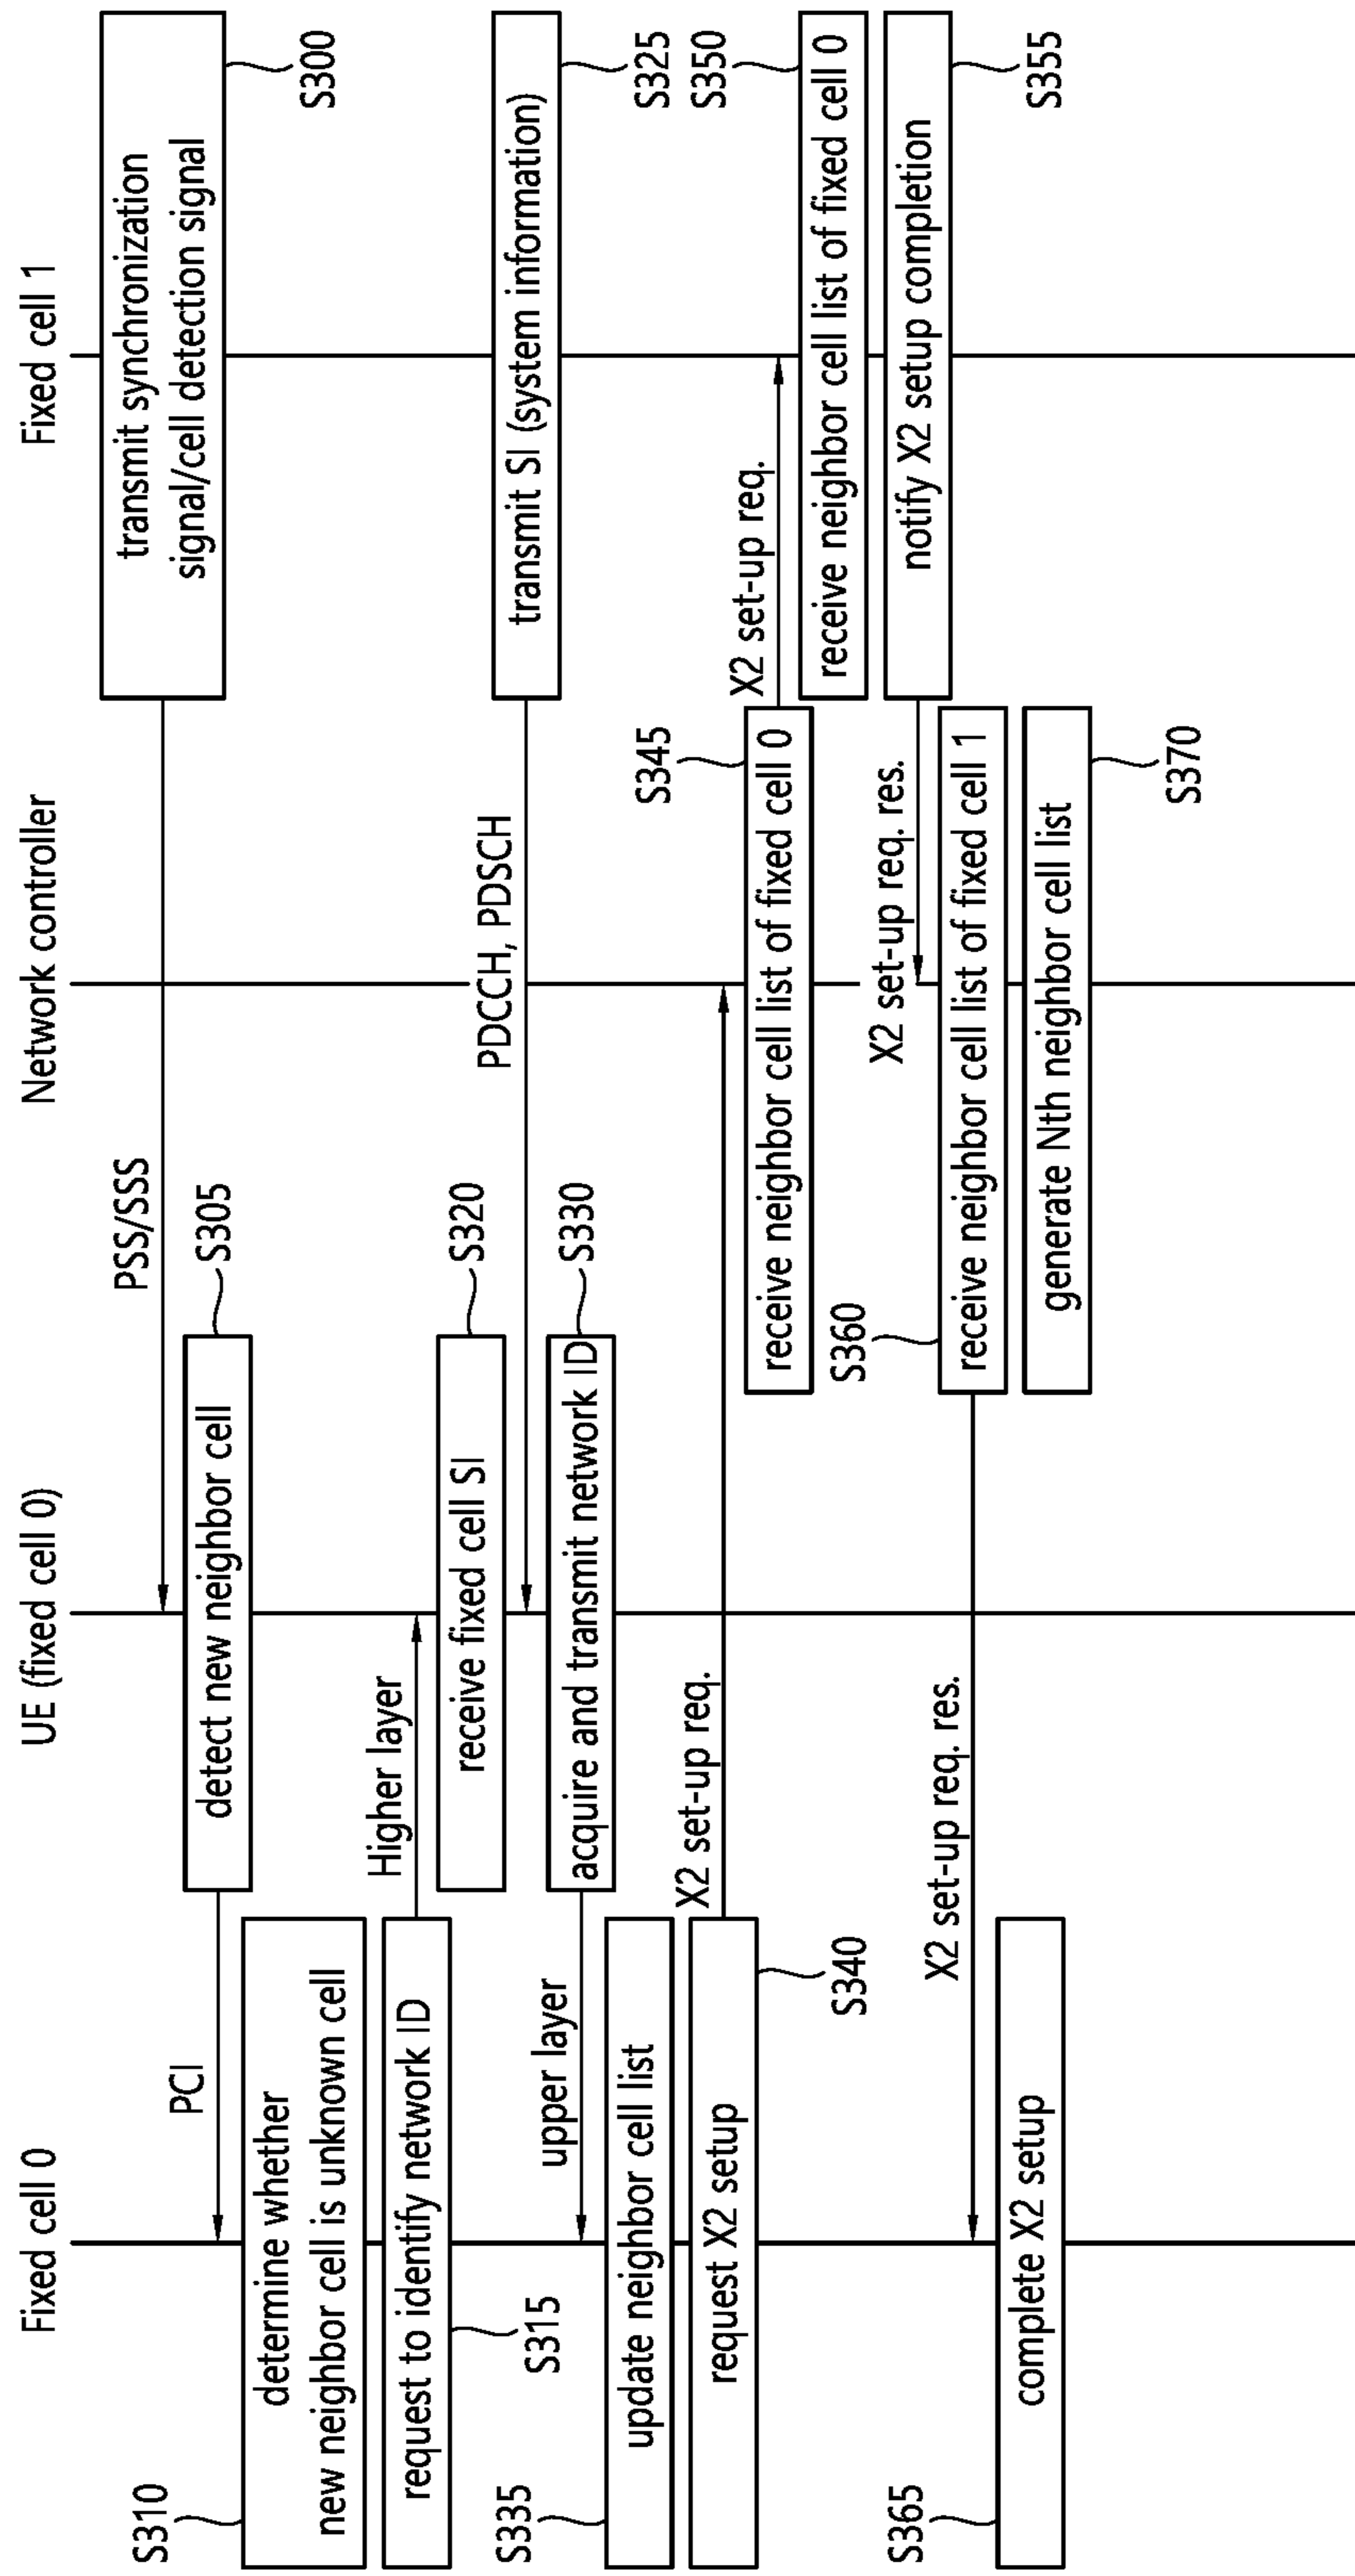 Fixed cell 0
UE (fixed cell 0)
Network controller
Fixed cell 1
transmit synchronization
signal/cell detection signal
S300
PSS/SSS
detect new neighbor cell
S305
PCI
S310
determine whether
new neighbor cell is unknown cell
request to identify network ID
S315
Higher layer
receive fixed cell SI
S320
transmit SI (system information)
S325
PDCCH, PDSCH
acquire and transmit network ID
S330
upper layer
S335
update neighbor cell list
request X2 setup
S340
X2 set-up req.
S345
receive neighbor cell list of fixed cell 0
X2 set-up req.
S350
receive neighbor cell list of fixed cell 0
notify X2 setup completion
S355
X2 set-up req. res.
S360
receive neighbor cell list of fixed cell 1
X2 set-up req. res.
S365
complete X2 setup
generate Nth neighbor cell list
S370